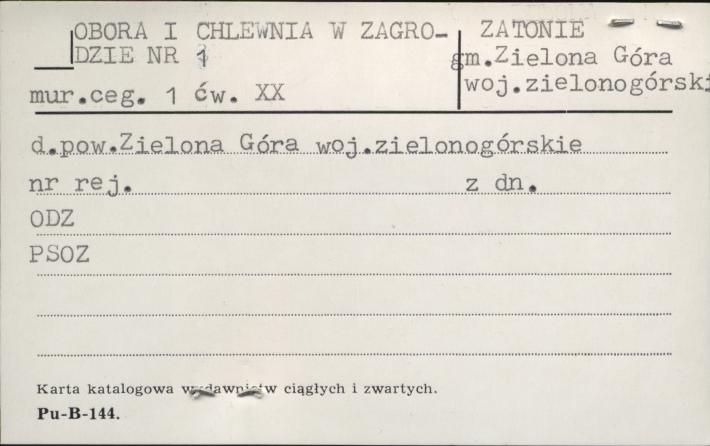 OBORA I CHLEWNIA W ZAGRO-
DZIE NR 1
mur.ceg. 1 ćw. XX
ZATONIE
gm.Zielona Góra
woj.zielonogórski
d.pow.Zielona Góra woj.zielonogórskie
nr rej. z dn.
ODZ
PSOZ
Karta katalogowa wydawnictw ciągłych i zwartych.
Pu-B-144.